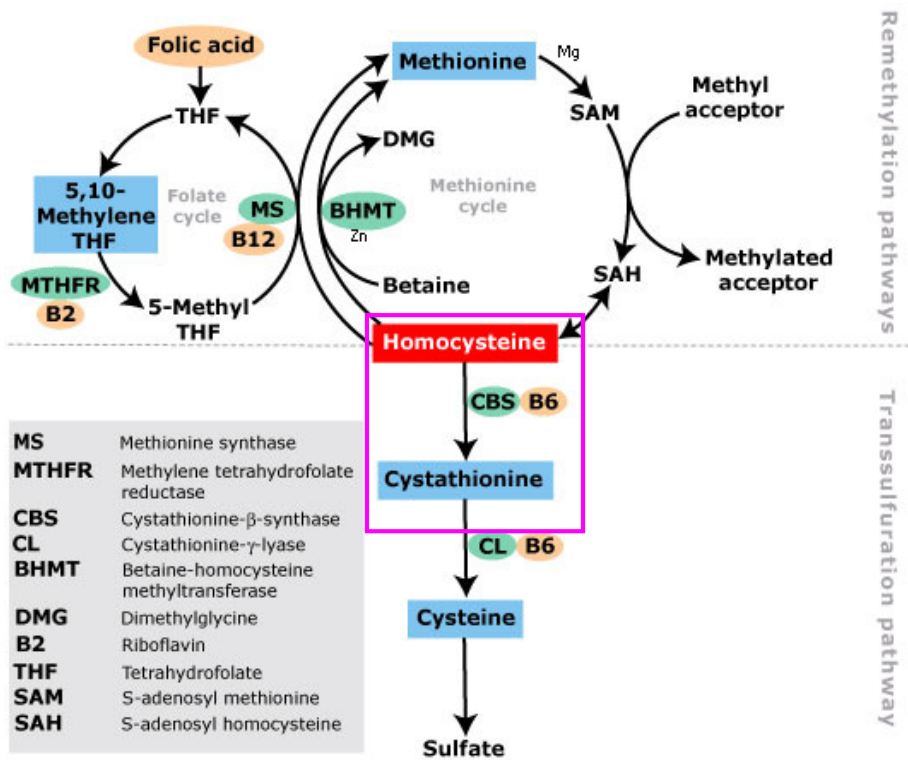 Folic acid
THF
5,10-
Methylene
THF
MTHFR
B2
5-Methyl
THF
Folate
cycle
MS
B12
Methionine
Mg
SAM
DMG
BHMT
Zn
Betaine
Methionine
cycle
Methyl
acceptor
SAH
Methylated
acceptor
Homocysteine
CBS B6
Cystathionine
CL B6
Cysteine
Sulfate
Remethylation pathways
Transsulfuration pathway
MS Methionine synthase
MTHFR Methylene tetrahydrofolate
reductase
CBS Cystathionine-β-synthase
CL Cystathionine-γ-lyase
BHMT Betaine-homocysteine
methyltransferase
DMG Dimethylglycine
B2 Riboflavin
THF Tetrahydrofolate
SAM S-adenosyl methionine
SAH S-adenosyl homocysteine